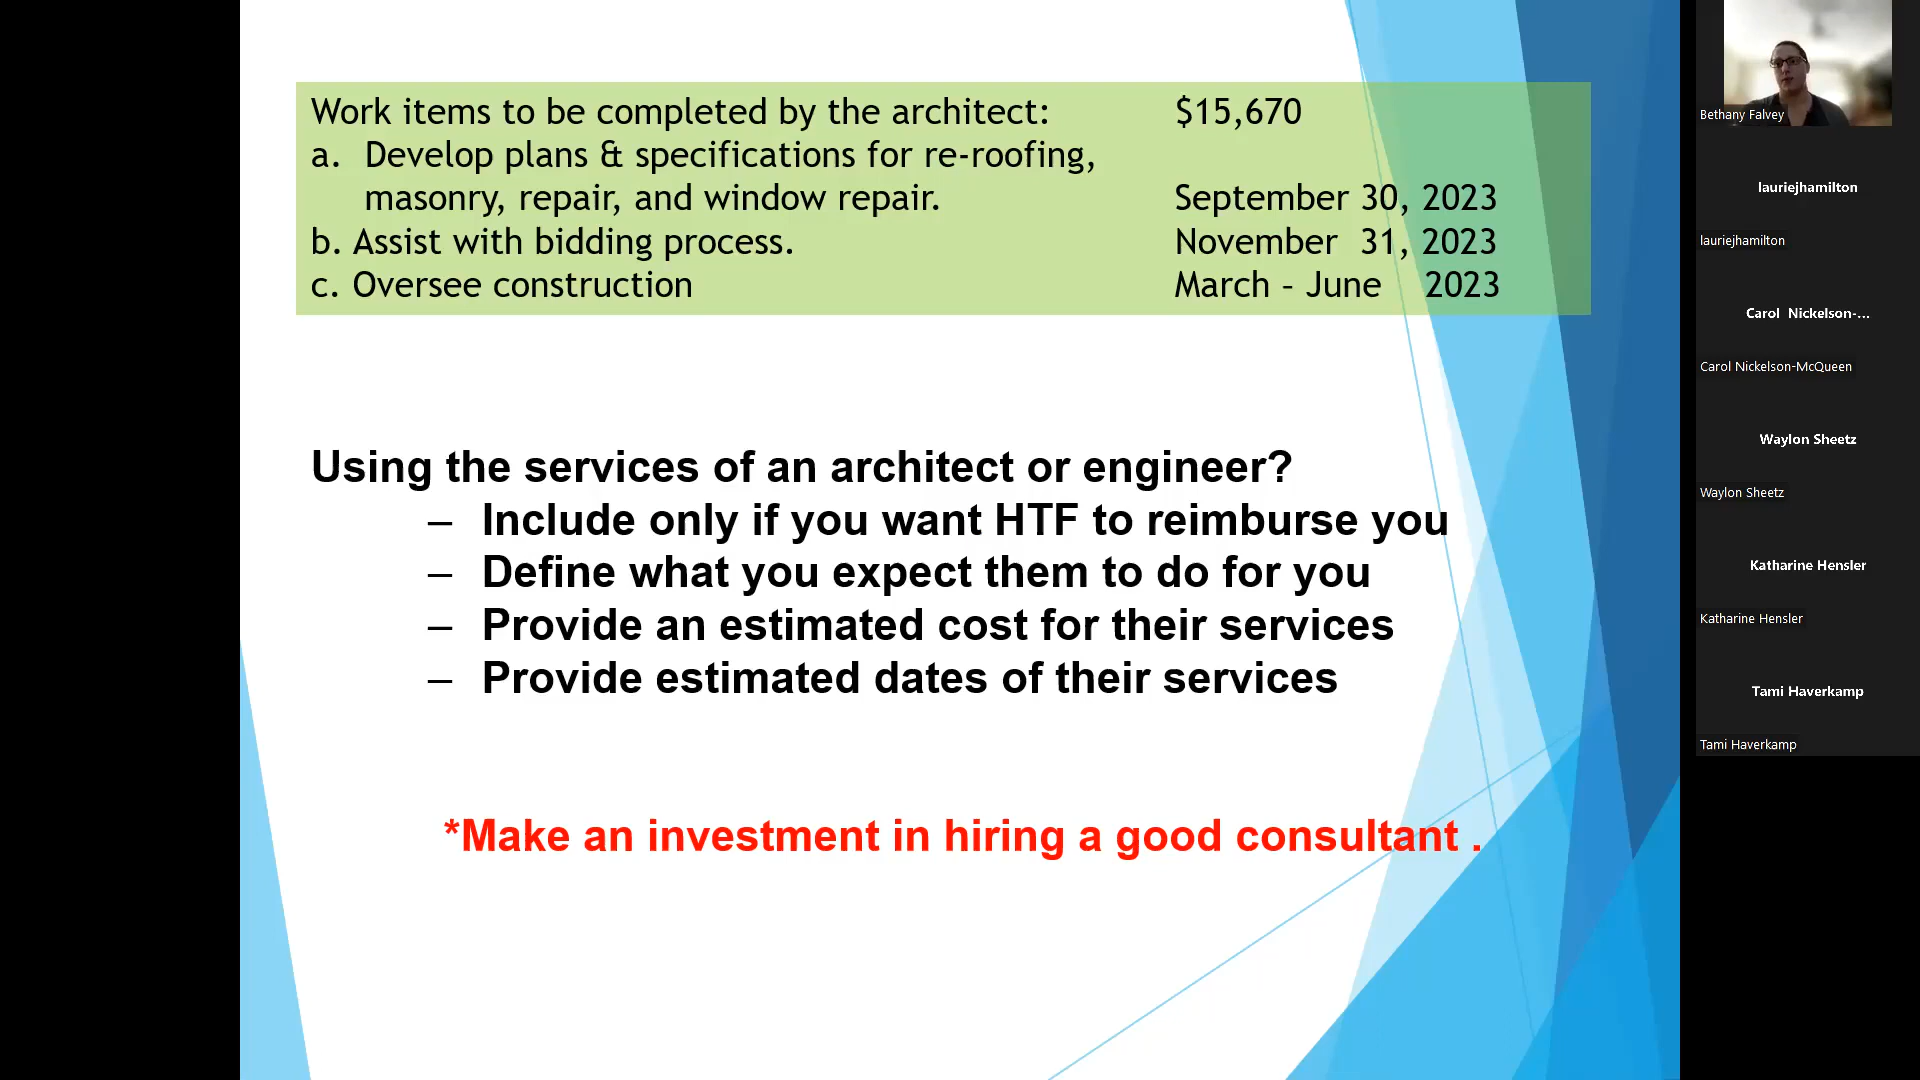 Work items to be completed by the architect: $15,670
a. Develop plans & specifications for re-roofing,
masonry, repair, and window repair. September 30, 2023
b. Assist with bidding process. November 31, 2023
c. Oversee construction March – June 2023
Using the services of an architect or engineer?
– Include only if you want HTF to reimburse you
– Define what you expect them to do for you
– Provide an estimated cost for their services
– Provide estimated dates of their services
*Make an investment in hiring a good consultant .
Bethany Falvey
lauriejhamilton
lauriejhamilton
Carol Nickelson-...
Carol Nickelson-McQueen
Waylon Sheetz
Waylon Sheetz
Katharine Hensler
Katharine Hensler
Tami Haverkamp
Tami Haverkamp